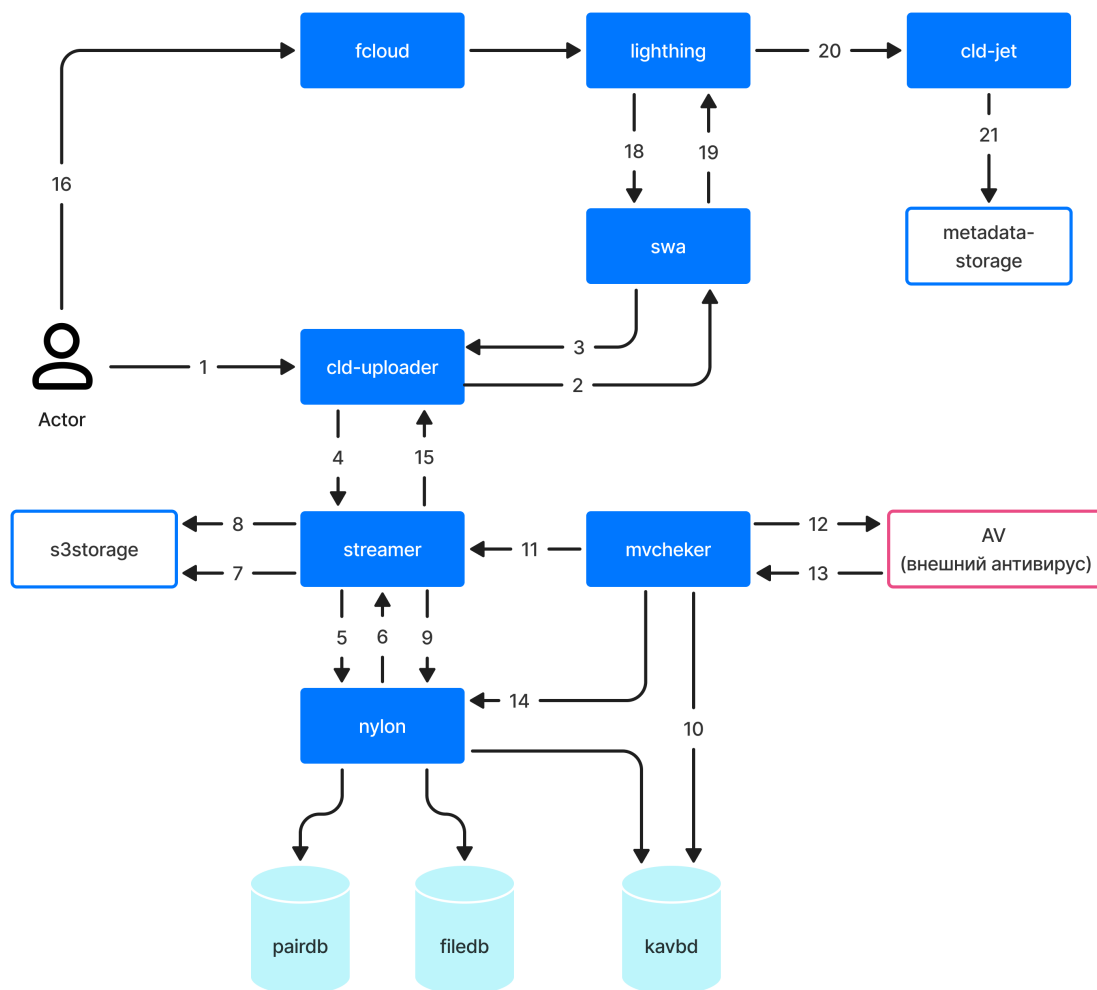 fcloud
lighthing
20
cld-jet
18
19
21
16
swa
metadata-
storage
3
1
cld-uploader
2
Actor
4
15
8
s3storage
7
streamer
11
mvcheker
12
13
AV
(внешний антивирус)
5
6
9
14
nylon
10
pairdb
filedb
kavbd